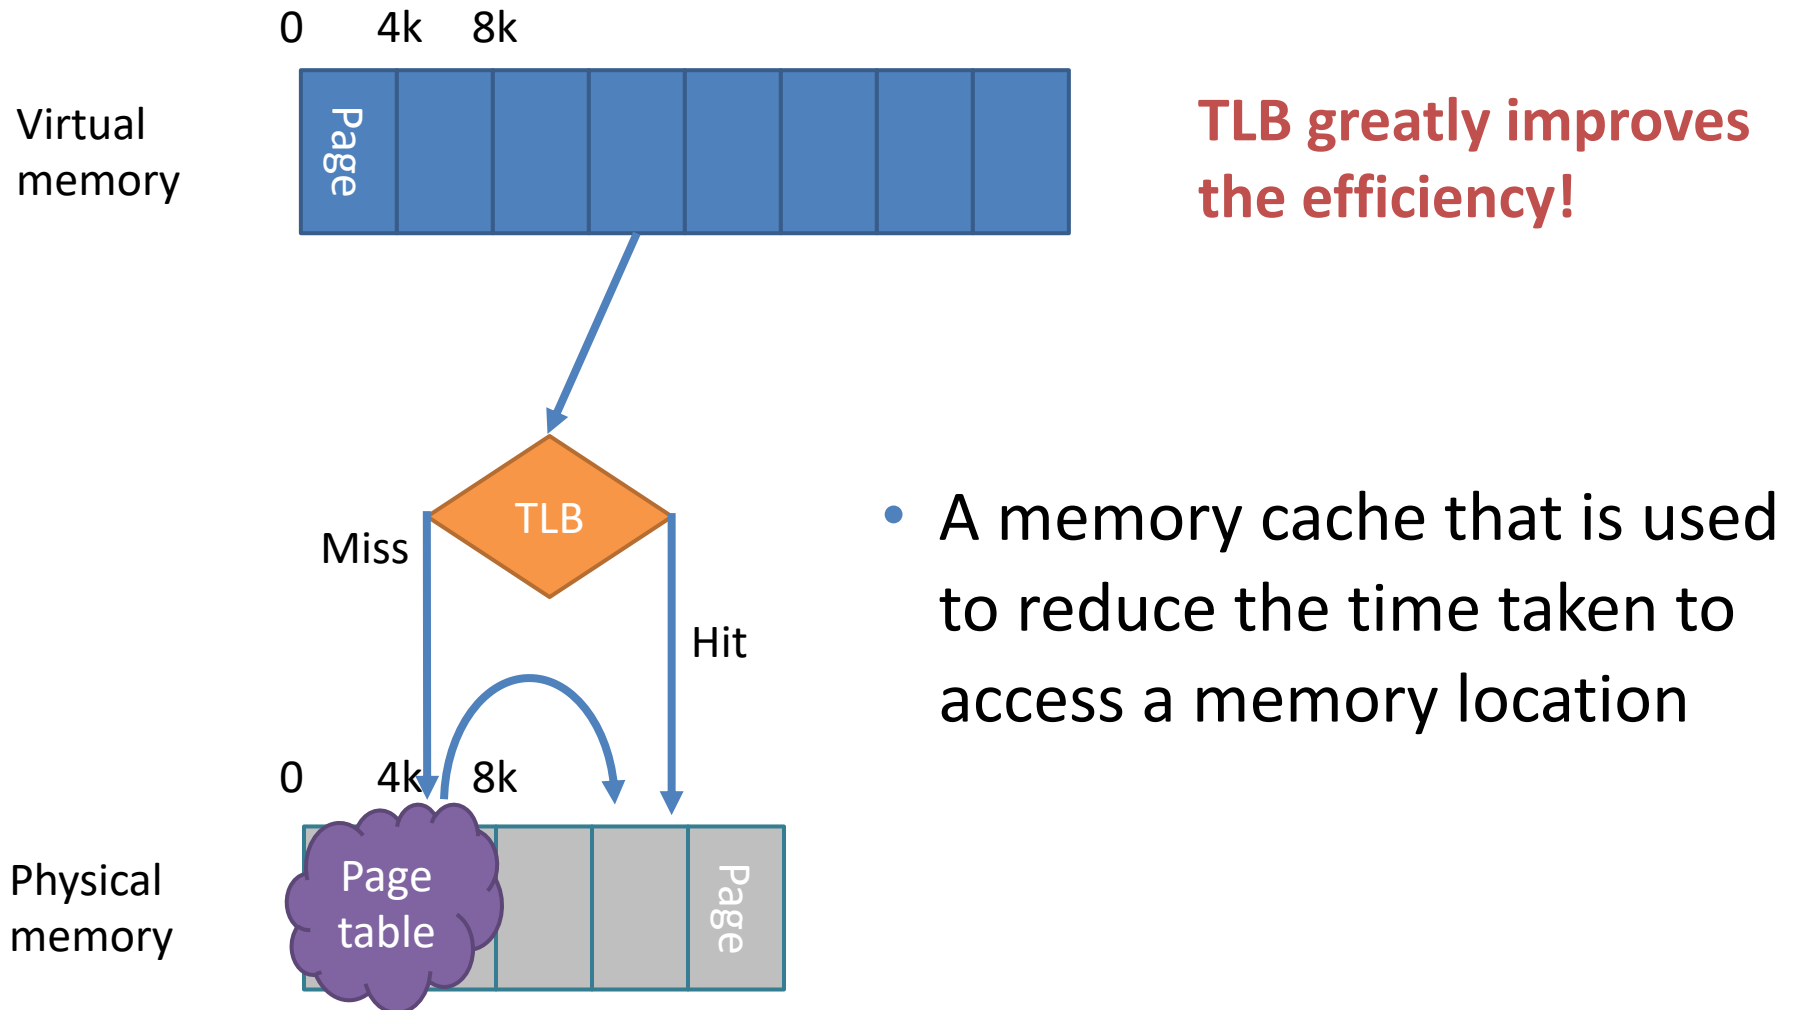 0 4k 8k
Virtual
memory
Page
TLB greatly improves
the efficiency!
TLB
Miss
Hit
• A memory cache that is used
to reduce the time taken to
access a memory location
0 4k 8k
Physical
memory
Page
table
Page